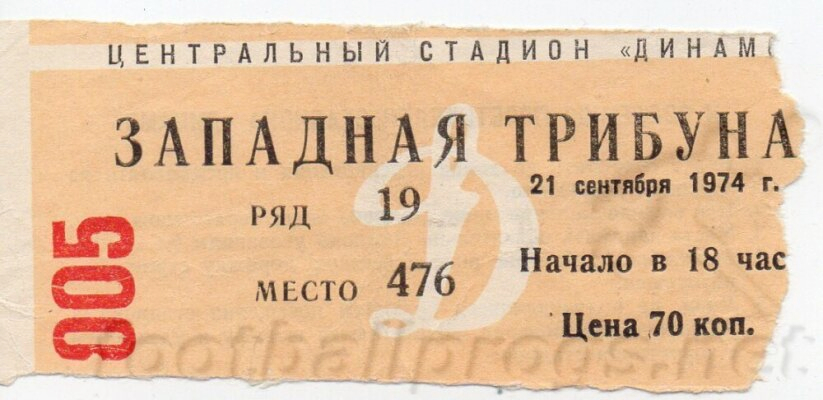 ЦЕНТРАЛЬНЫЙ СТАДИОН «ДИНАМ
ЗАПАДНАЯ ТРИБУНА
21 сентября 1974 г.
РЯД 19
Начало в 18 час
МЕСТО 476
Цена 70 коп.
005
footballprogs.net